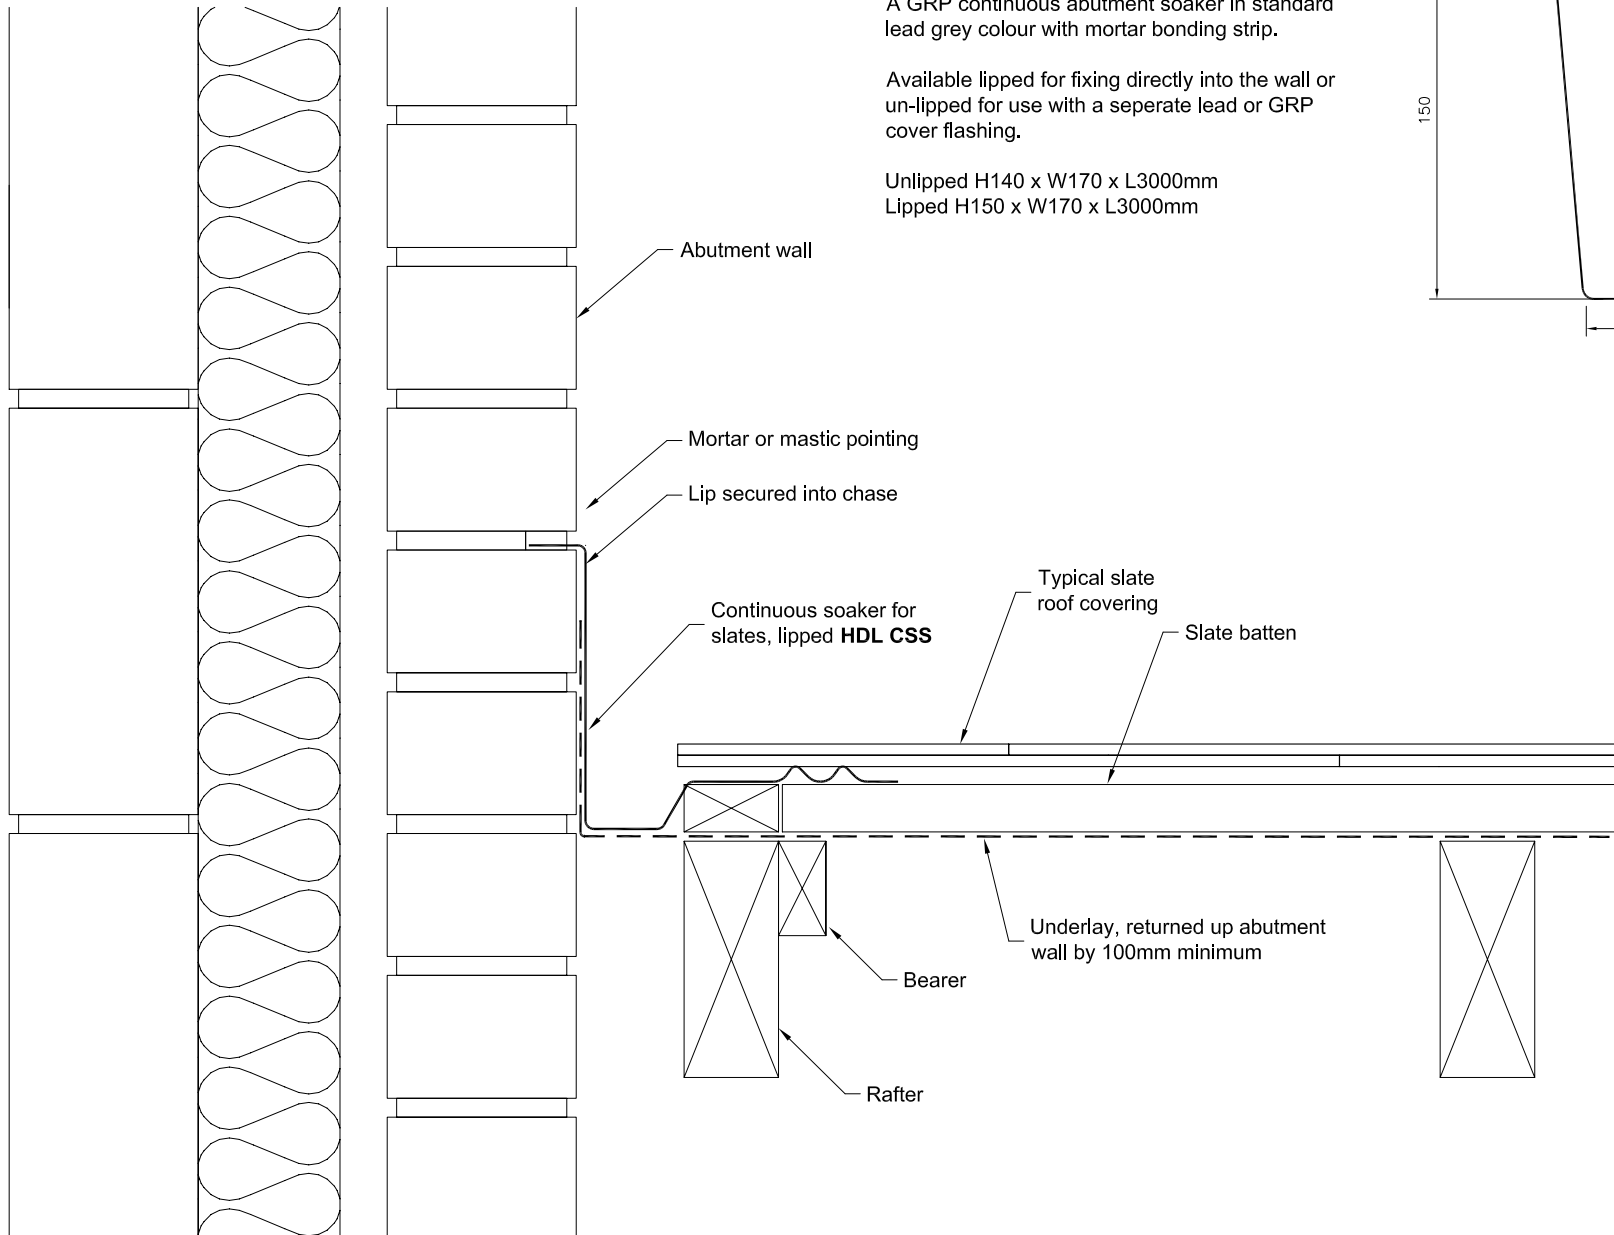 A GRP continuous abutment soaker in standard
lead grey colour with mortar bonding strip.
Available lipped for fixing directly into the wall or
un-lipped for use with a seperate lead or GRP
cover flashing.
Unlipped H140 x W170 x L3000mm
Lipped H150 x W170 x L3000mm
150
Abutment wall
Mortar or mastic pointing
Lip secured into chase
Continuous soaker for
slates, lipped HDL CSS
Typical slate
roof covering
Slate batten
Underlay, returned up abutment
wall by 100mm minimum
Bearer
Rafter